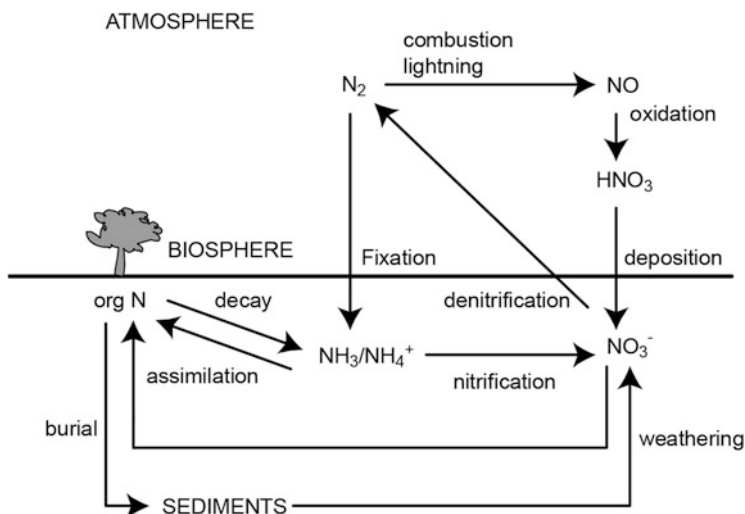 ATMOSPHERE
combustion
lightning
N₂
NO
oxidation
HNO₃
BIOSPHERE
Fixation
deposition
org N
decay
denitrification
NH₃/NH₄⁺
NO₃⁻
assimilation
nitrification
burial
weathering
SEDIMENTS